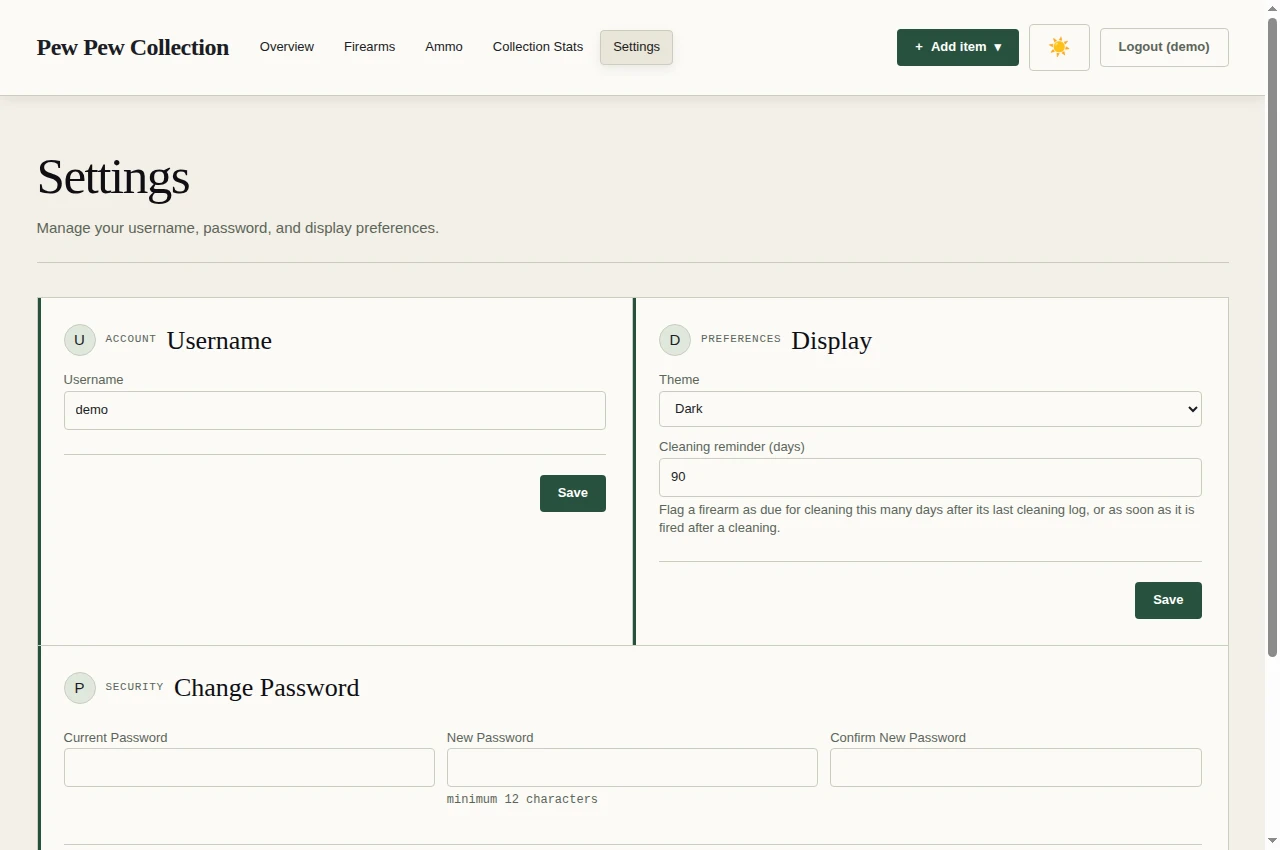 Pew Pew Collection
Overview
Firearms
Ammo
Collection Stats
Settings
+ Add item ▾
Logout (demo)
Settings
Manage your username, password, and display preferences.
U ACCOUNT Username
Username
demo
Save
D PREFERENCES Display
Theme
Dark
Cleaning reminder (days)
90
Flag a firearm as due for cleaning this many days after its last cleaning log, or as soon as it is
fired after a cleaning.
Save
P SECURITY Change Password
Current Password
New Password
Confirm New Password
minimum 12 characters